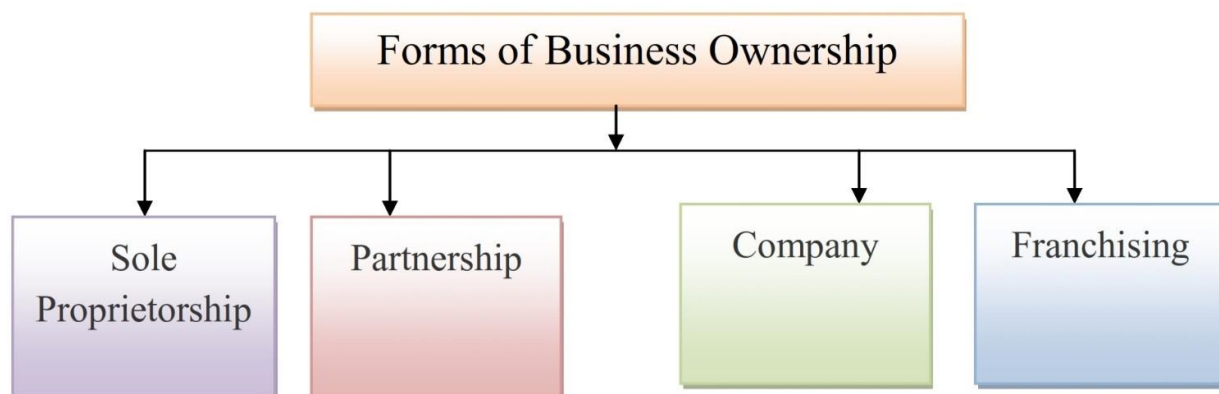 Forms of Business Ownership
Sole
Proprietorship
Partnership
Company
Franchising